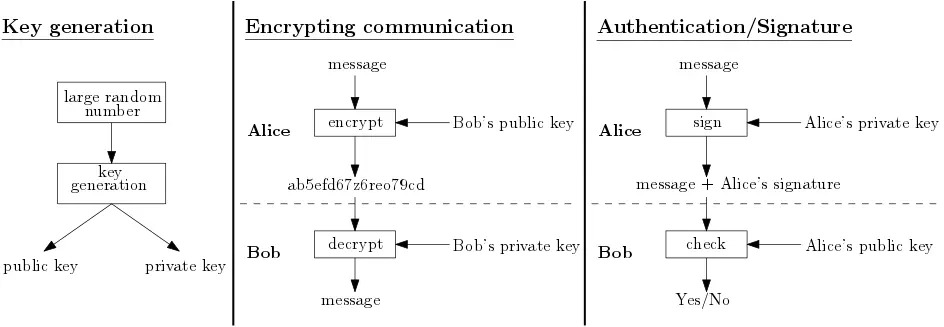 Key generation
large random
number
key
generation
public key
private key
Encrypting communication
message
Alice
encrypt
Bob's public key
ab5efd67z6reo79cd
Bob
decrypt
Bob's private key
message
Authentication/Signature
message
Alice
sign
Alice's private key
message + Alice's signature
Bob
check
Alice's public key
Yes/No